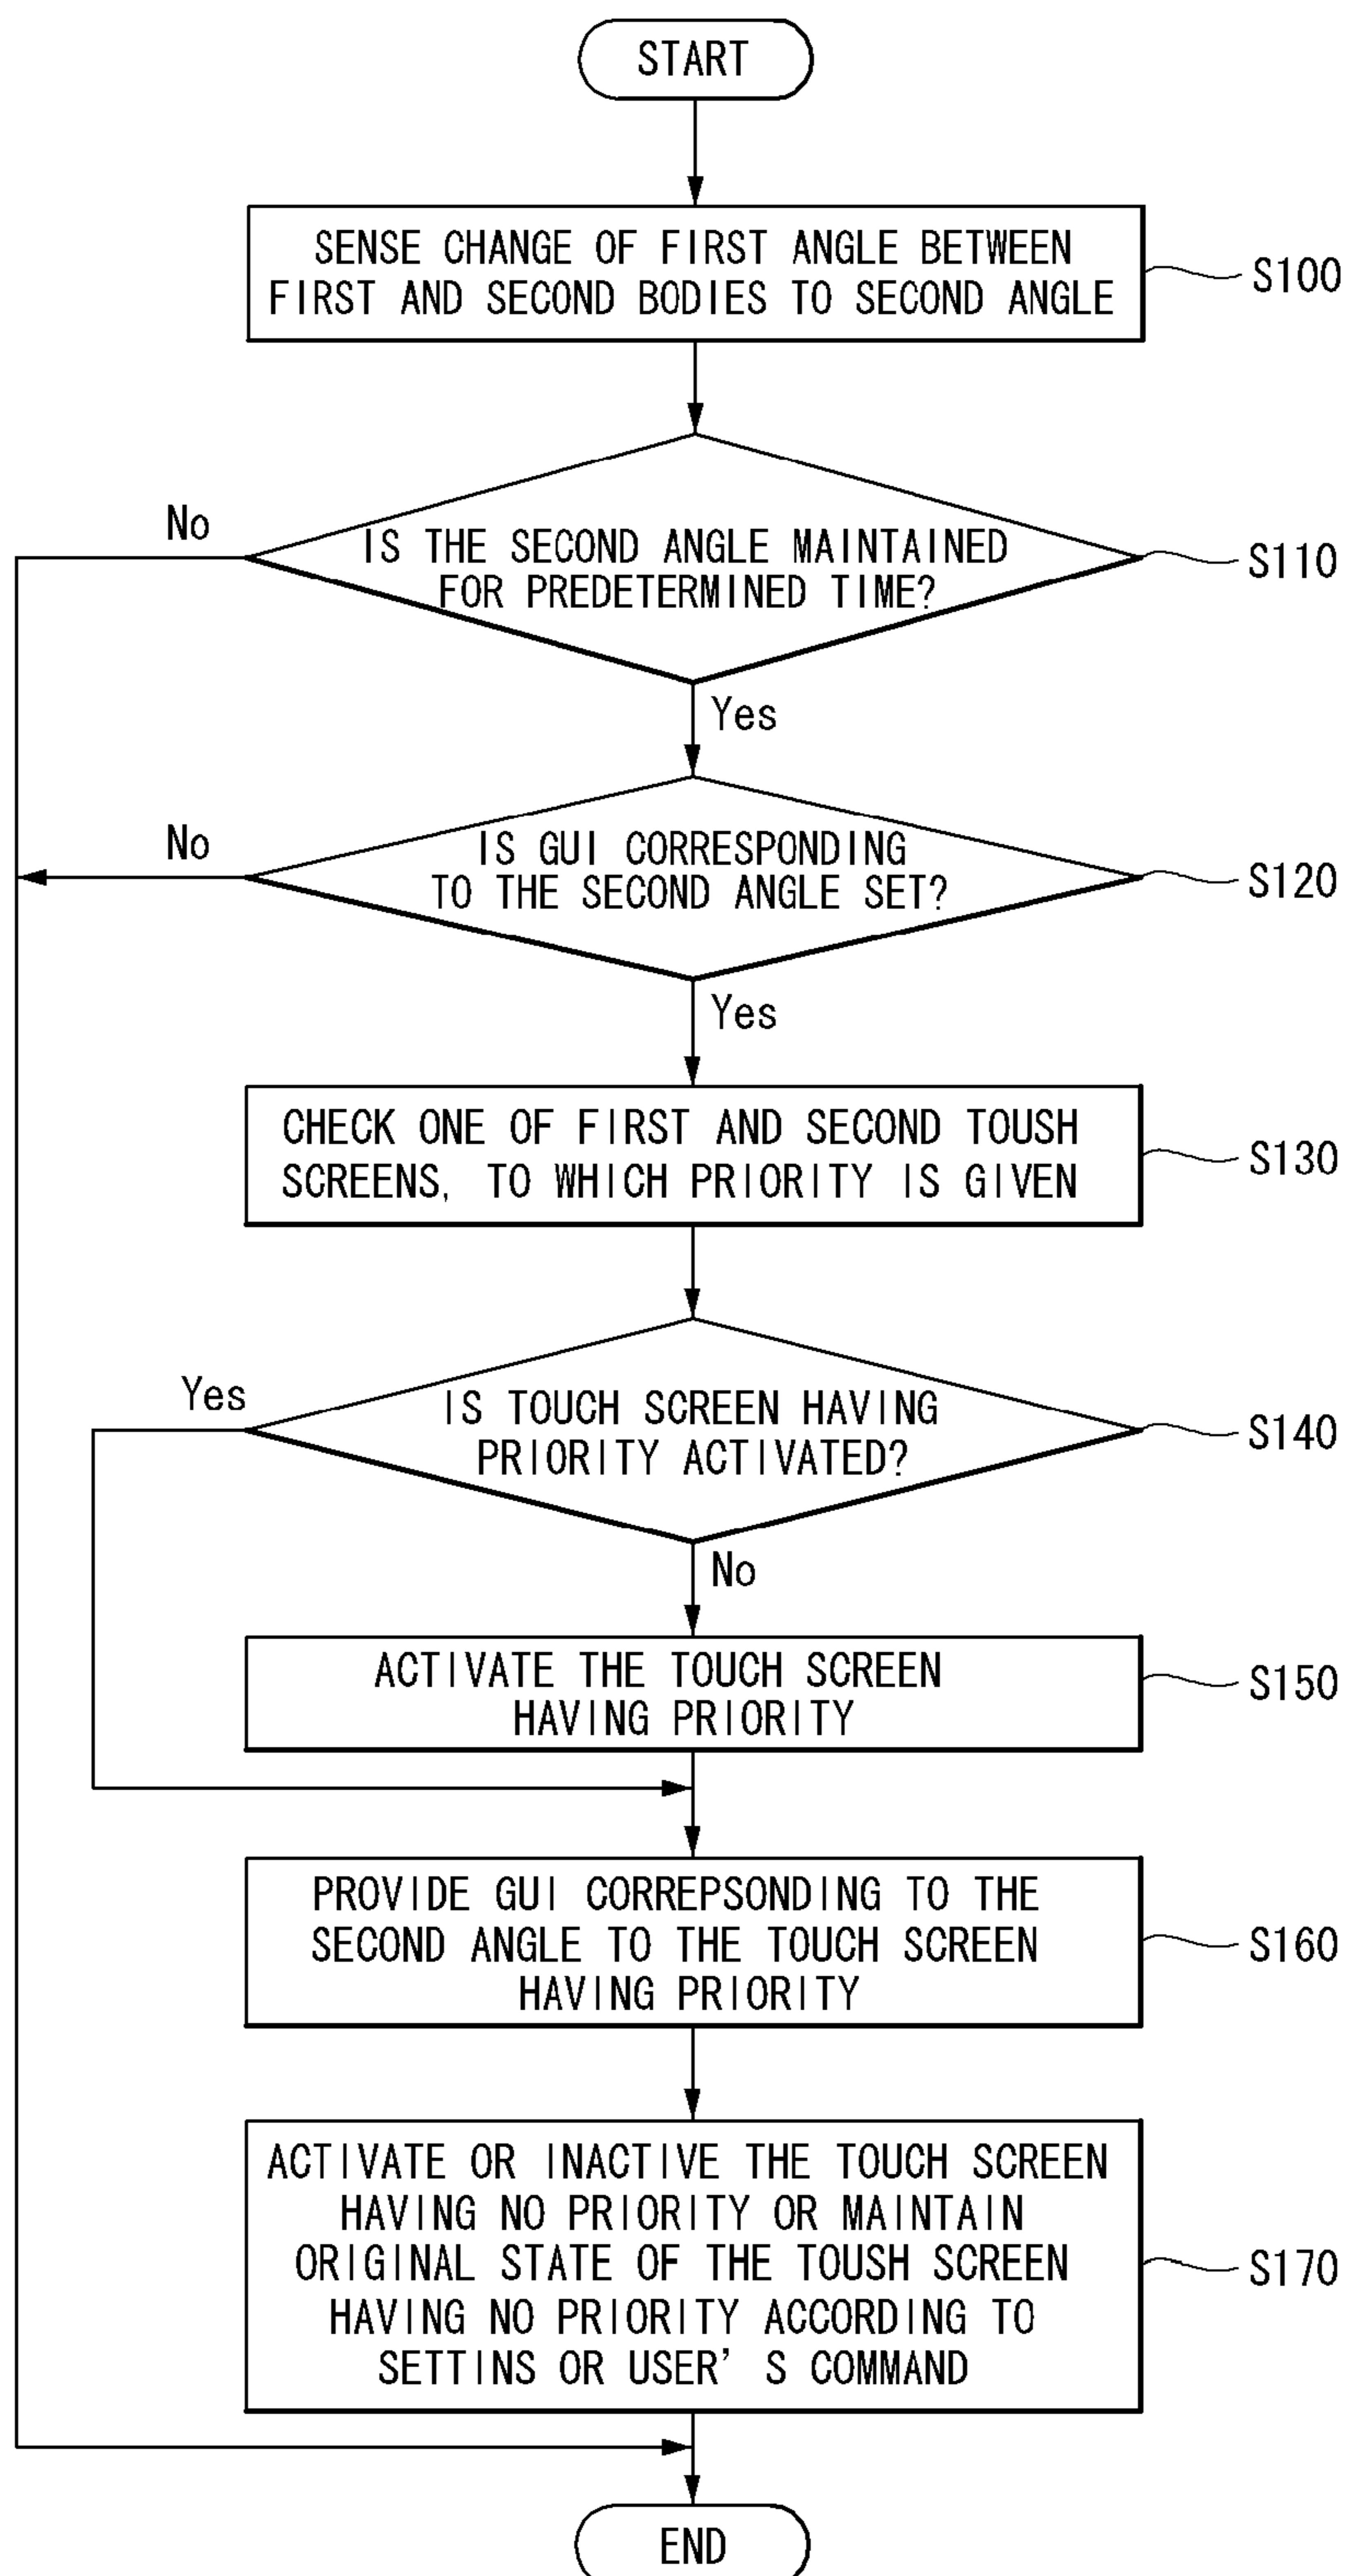 START
SENSE CHANGE OF FIRST ANGLE BETWEEN
FIRST AND SECOND BODIES TO SECOND ANGLE
S100
No
IS THE SECOND ANGLE MAINTAINED
FOR PREDETERMINED TIME?
S110
Yes
No
IS GUI CORRESPONDING
TO THE SECOND ANGLE SET?
S120
Yes
CHECK ONE OF FIRST AND SECOND TOUSH
SCREENS, TO WHICH PRIORITY IS GIVEN
S130
Yes
IS TOUCH SCREEN HAVING
PRIORITY ACTIVATED?
S140
No
ACTIVATE THE TOUCH SCREEN
HAVING PRIORITY
S150
PROVIDE GUI CORREPSONDING TO THE
SECOND ANGLE TO THE TOUCH SCREEN
HAVING PRIORITY
S160
ACTIVATE OR INACTIVE THE TOUCH SCREEN
HAVING NO PRIORITY OR MAINTAIN
ORIGINAL STATE OF THE TOUSH SCREEN
HAVING NO PRIORITY ACCORDING TO
SETTINS OR USER' S COMMAND
S170
END